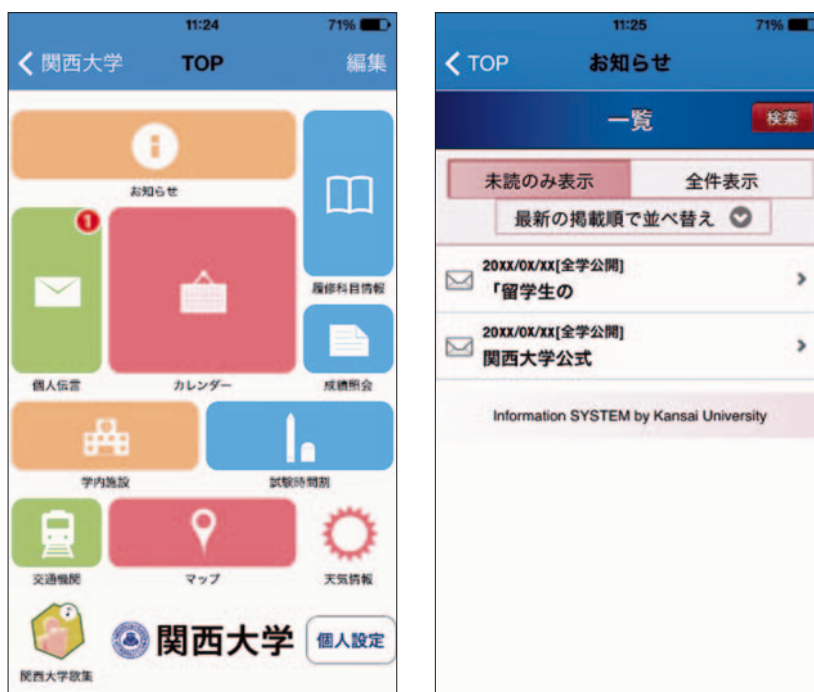 11:24
71%
関西大学
TOP
編集
お知らせ
1
履修科目情報
個人伝言
カレンダー
成績照会
学内施設
試験時間割
交通機関
マップ
天気情報
関西大学歌集
関西大学
個人設定
11:25
71%
TOP
お知らせ
一覧
検索
未読のみ表示
全件表示
最新の掲載順で並べ替え
20XX/0X/XX[全学公開]
「留学生の
20XX/0X/XX[全学公開]
関西大学公式
Information SYSTEM by Kansai University